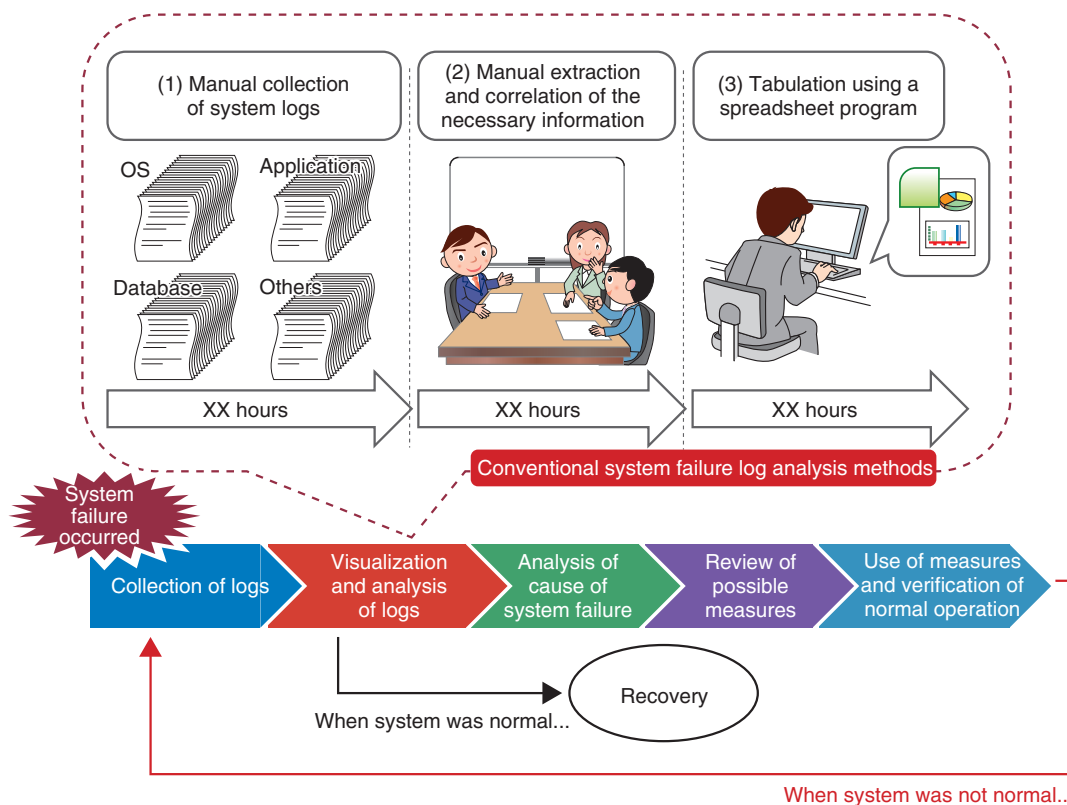 (1) Manual collection
of system logs
(2) Manual extraction
and correlation of the
necessary information
(3) Tabulation using a
spreadsheet program
OS
Application
Database
Others
XX hours
XX hours
XX hours
Conventional system failure log analysis methods
System
failure
occurred
Collection of logs
Visualization
and analysis
of logs
Analysis of
cause of
system failure
Review of
possible
measures
Use of measures
and verification of
normal operation
Recovery
When system was normal...
When system was not normal..